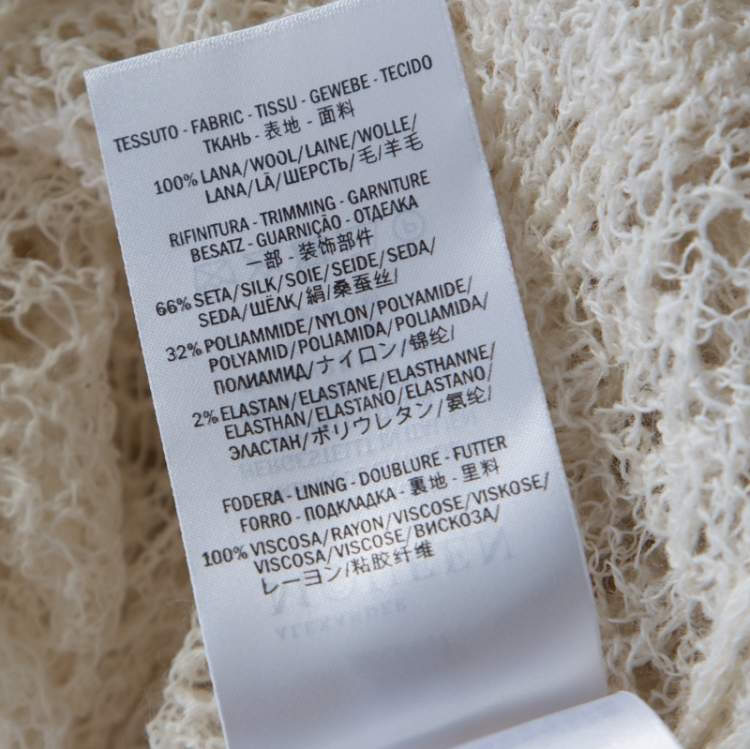 TESSUTO - FABRIC - TISSU - GEWEBE - TECIDO
ТКАНЬ - 表地 - 面料
100% LANA/WOOL/LAINE/WOLLE/
LANA/LÃ/ШЕРСТЬ/毛/羊毛
RIFINITURA - TRIMMING - GARNITURE
BESATZ - GUARNIÇÃO - ОТДЕЛКА
一部 - 装饰部件
66% SETA/SILK/SOIE/SEIDE/SEDA/
SEDA/ШЁЛК/絹/桑蚕丝/
32% POLIAMMIDE/NYLON/POLYAMIDE/
POLYAMID/POLIAMIDA/POLIAMIDA/
ПОЛИАМИД/ナイロン/锦纶/
2% ELASTAN/ELASTANE/ELASTHANNE/
ELASTHAN/ELASTANO/ELASTANO/
ЭЛАСТАН/ポリウレタン/氨纶/
FODERA - LINING - DOUBLURE - FUTTER
FORRO - ПОДКЛАДКА - 裏地 - 里料
100% VISCOSA/RAYON/VISCOSE/VISKOSE/
VISCOSA/VISCOSE/ВИСКОЗА/
レーヨン/粘胶纤维
HERGESTELLT IN ITALIEN
McQUEEN
ALEXANDER